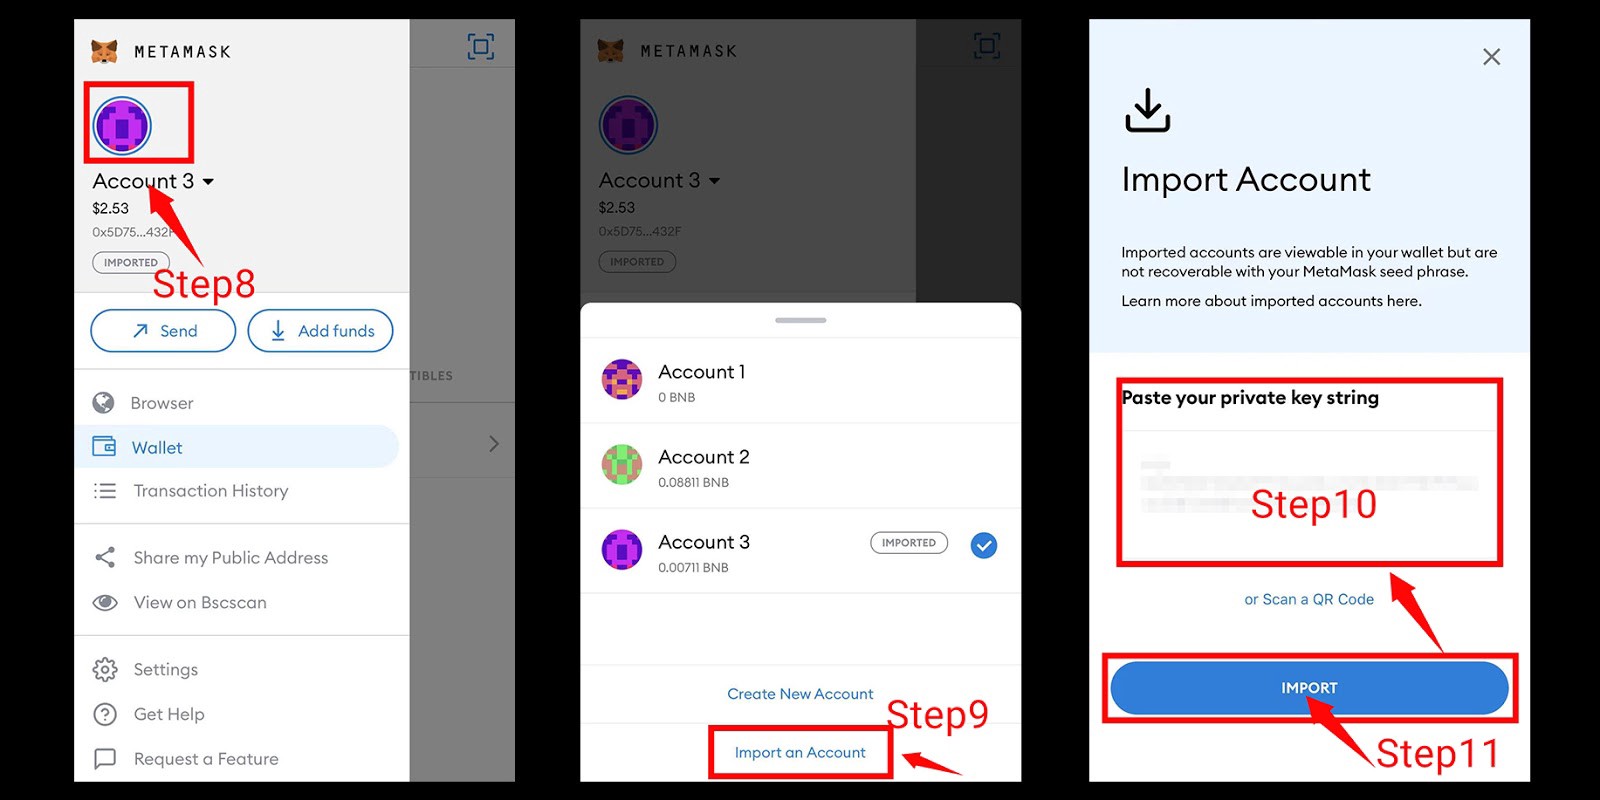 METAMASK
Account 3
$2.53
0x5D75...432F
IMPORTED
Step8
Send
Add funds
TIBLES
Browser
Wallet
Transaction History
Share my Public Address
View on Bscscan
Settings
Get Help
Request a Feature
METAMASK
Account 3
$2.53
0x5D75...432F
IMPORTED
Account 1
0 BNB
Account 2
0.08811 BNB
Account 3
0.00711 BNB
IMPORTED
Create New Account
Step9
Import an Account
Import Account
Imported accounts are viewable in your wallet but are
not recoverable with your MetaMask seed phrase.
Learn more about imported accounts here.
Paste your private key string
Step10
or Scan a QR Code
IMPORT
Step11